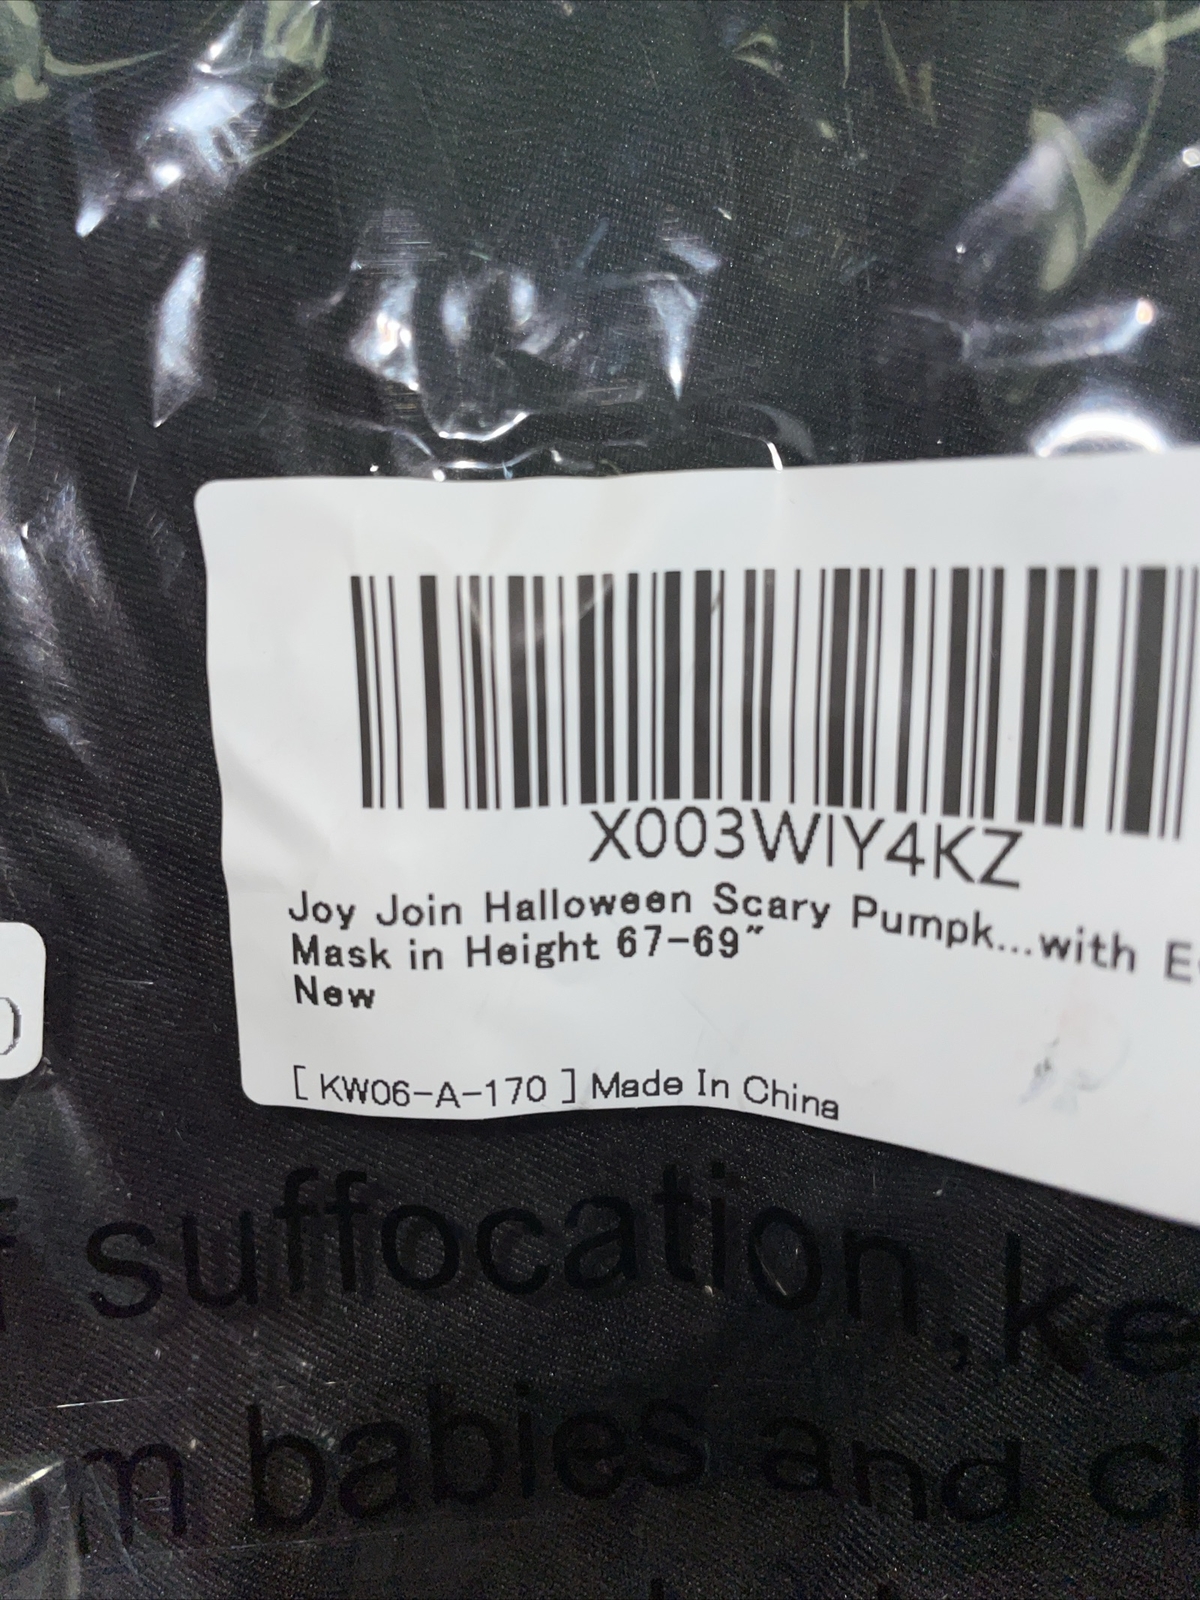 X003WIY4KZ
Joy Join Halloween Scary Pumpk...with
Mask in Height 67-69"
New
[ KW06-A-170 ] Made In China
)
suffocation,
babies and